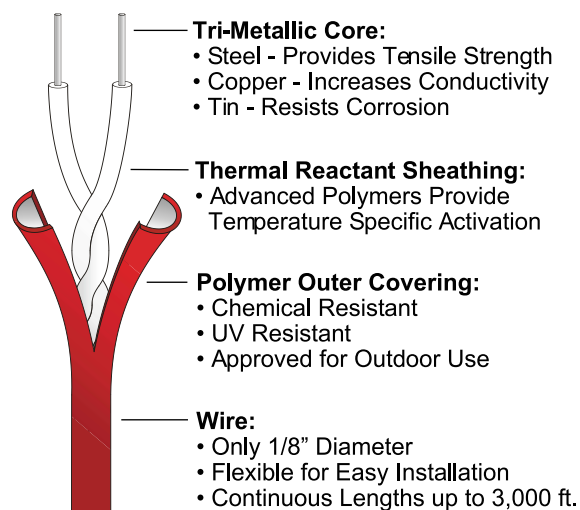 Tri-Metallic Core:
• Steel - Provides Tensile Strength
• Copper - Increases Conductivity
• Tin - Resists Corrosion
Thermal Reactant Sheathing:
• Advanced Polymers Provide
Temperature Specific Activation
Polymer Outer Covering:
• Chemical Resistant
• UV Resistant
• Approved for Outdoor Use
Wire:
• Only 1/8” Diameter
• Flexible for Easy Installation
• Continuous Lengths up to 3,000 ft.